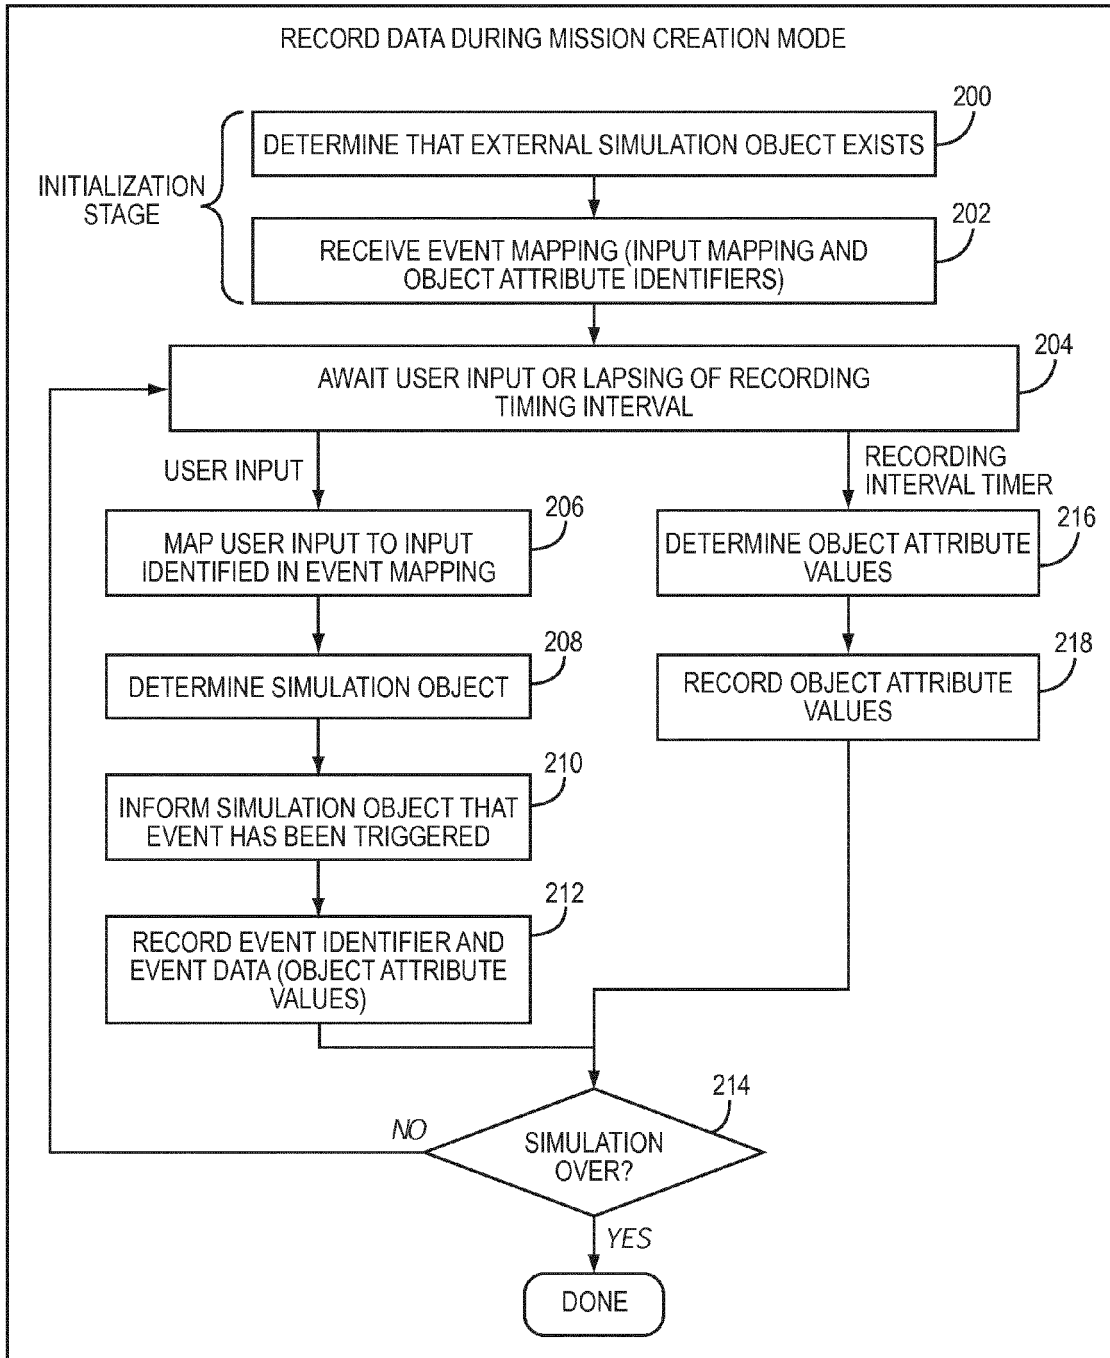 RECORD DATA DURING MISSION CREATION MODE
200
DETERMINE THAT EXTERNAL SIMULATION OBJECT EXISTS
INITIALIZATION
STAGE
202
RECEIVE EVENT MAPPING (INPUT MAPPING AND
OBJECT ATTRIBUTE IDENTIFIERS)
204
AWAIT USER INPUT OR LAPSING OF RECORDING
TIMING INTERVAL
USER INPUT
RECORDING
INTERVAL TIMER
206
MAP USER INPUT TO INPUT
IDENTIFIED IN EVENT MAPPING
216
DETERMINE OBJECT ATTRIBUTE
VALUES
208
DETERMINE SIMULATION OBJECT
218
RECORD OBJECT ATTRIBUTE
VALUES
210
INFORM SIMULATION OBJECT THAT
EVENT HAS BEEN TRIGGERED
212
RECORD EVENT IDENTIFIER AND
EVENT DATA (OBJECT ATTRIBUTE
VALUES)
214
NO
SIMULATION
OVER?
YES
DONE